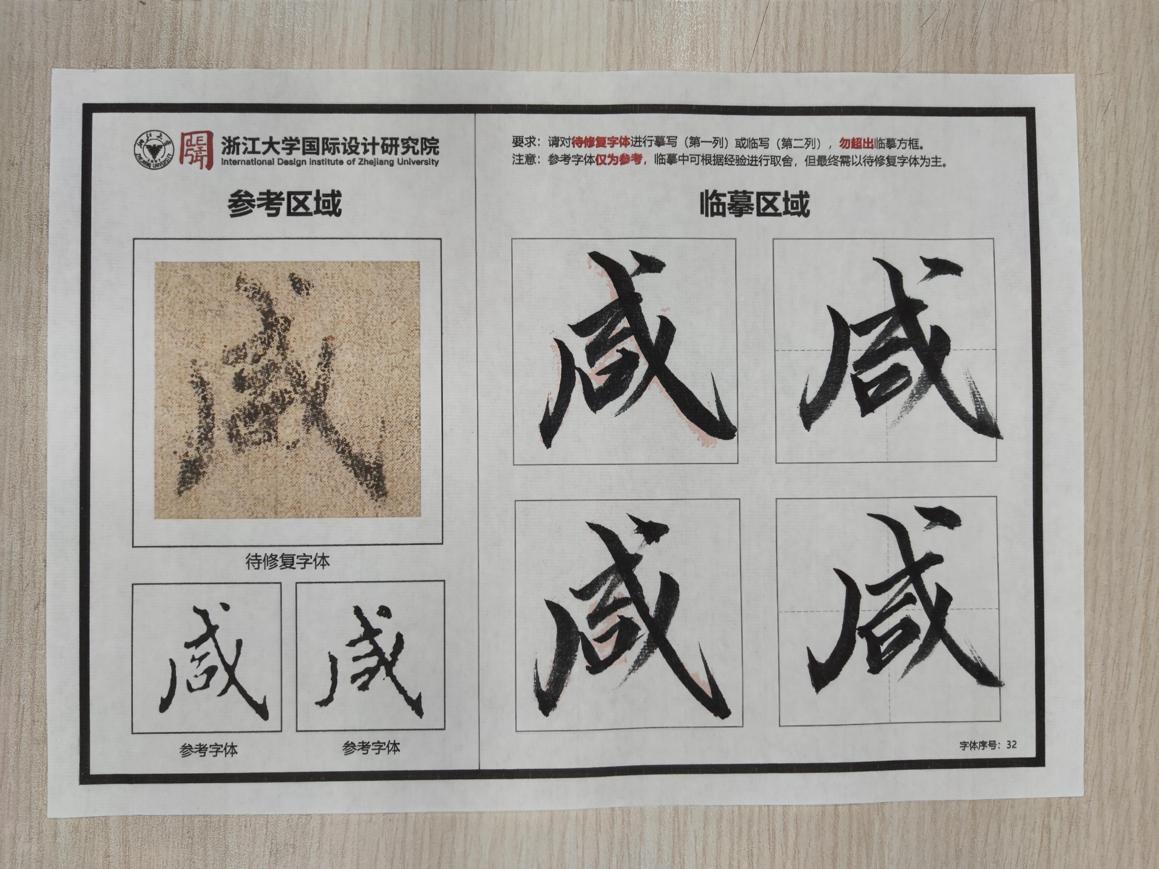 浙江大学国际设计研究院
International Design Institute of Zhejiang University
参考区域
咸
待修复字体
咸 咸
参考字体 参考字体
要求：请对待修复字体进行摹写（第一列）或临写（第二列），勿超出临摹方框。
注意：参考字体仅为参考，临摹中可根据经验进行取舍，但最终需以待修复字体为主。
临摹区域
咸 咸
咸 咸
字体序号：32